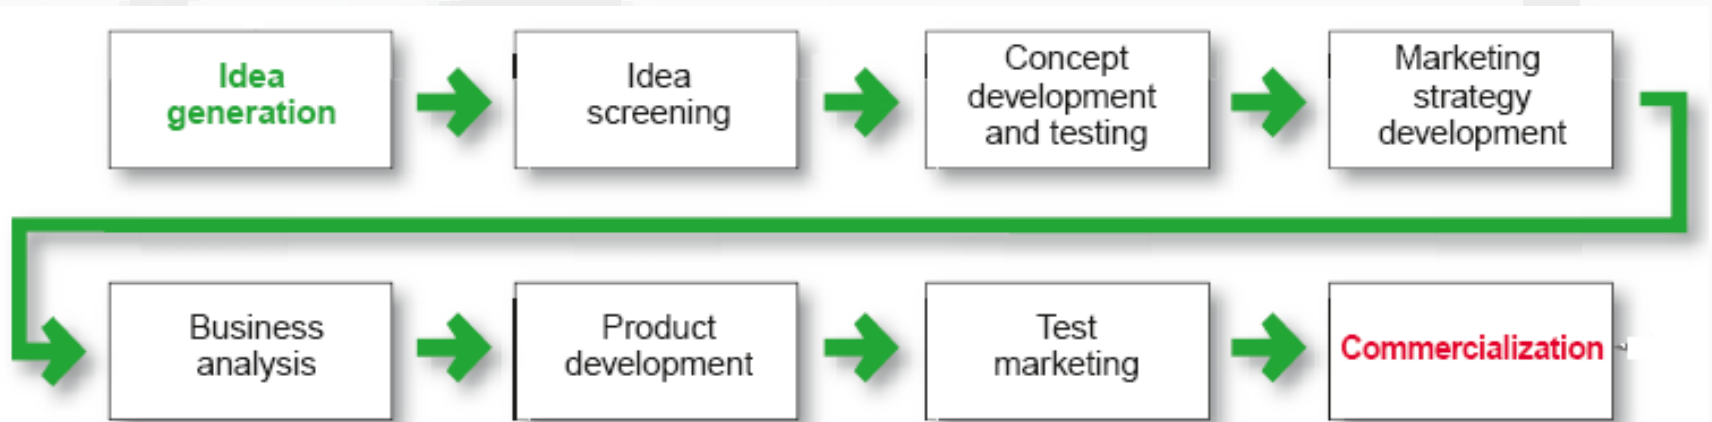 Idea
generation
Idea
screening
Concept
development
and testing
Marketing
strategy
development
Business
analysis
Product
development
Test
marketing
Commercialization